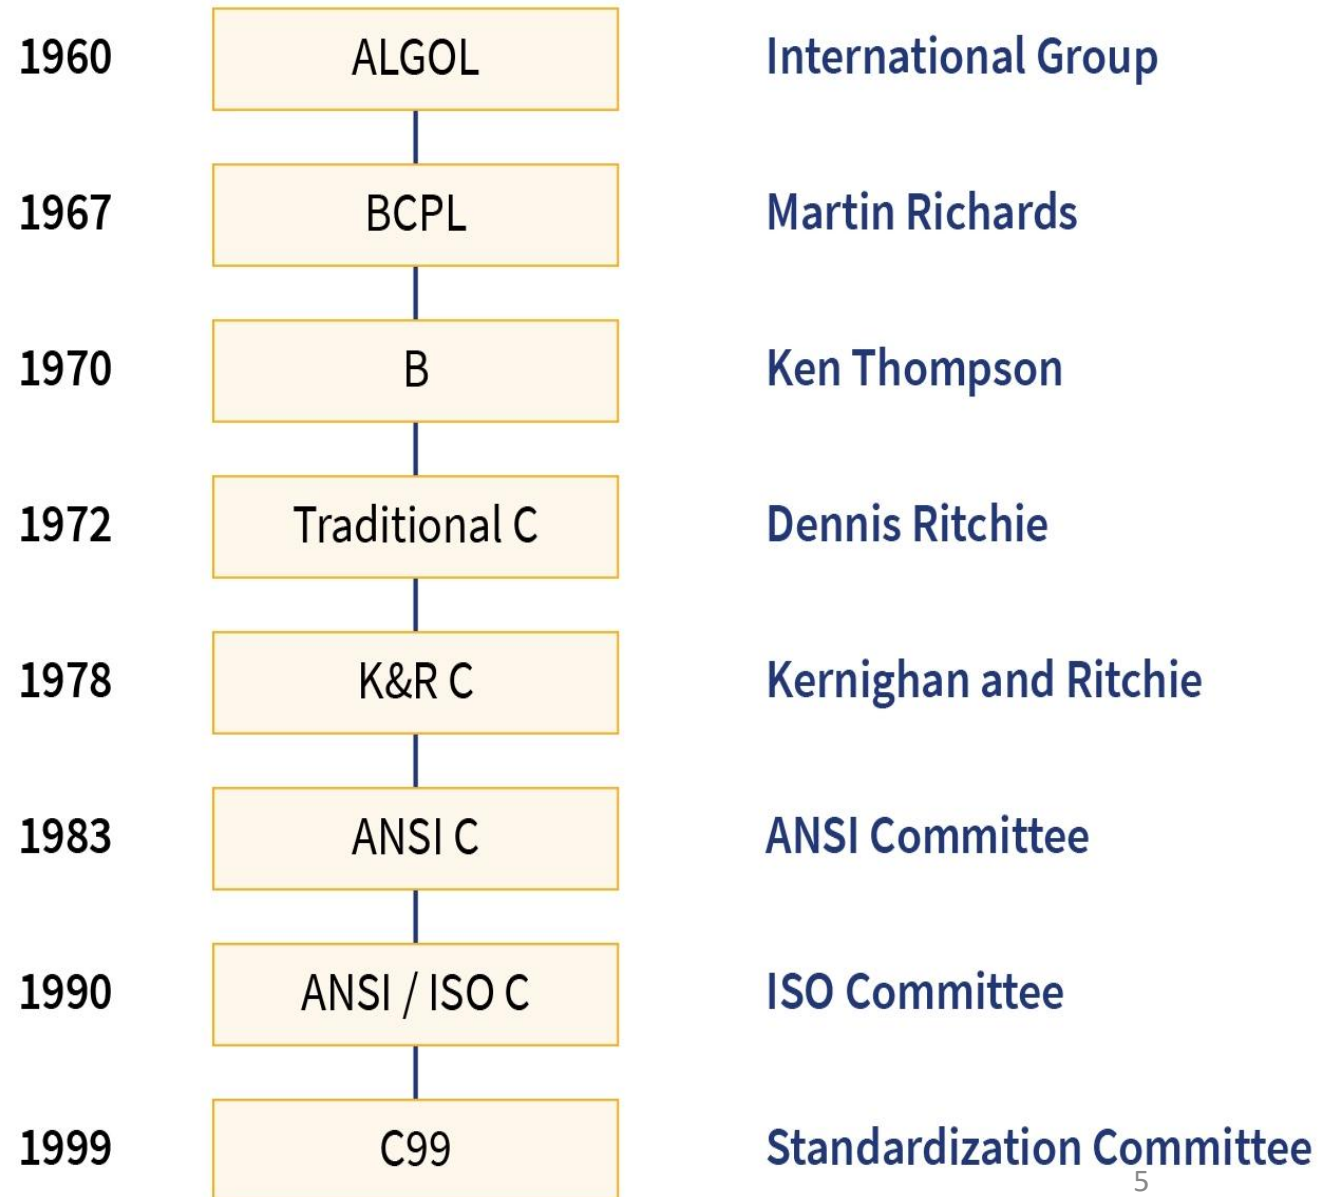 1960 ALGOL International Group
1967 BCPL Martin Richards
1970 B Ken Thompson
1972 Traditional C Dennis Ritchie
1978 K&R C Kernighan and Ritchie
1983 ANSI C ANSI Committee
1990 ANSI / ISO C ISO Committee
1999 C99 Standardization Committee
5